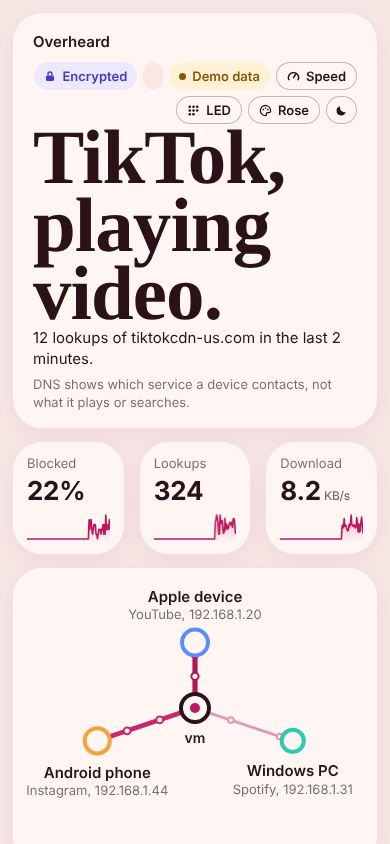 Overheard
Encrypted
Demo data
Speed
LED
Rose
TikTok,
playing
video.
12 lookups of tiktokcdn-us.com in the last 2
minutes.
DNS shows which service a device contacts, not
what it plays or searches.
Blocked
22%
Lookups
324
Download
8.2 KB/s
Apple device
YouTube, 192.168.1.20
vm
Android phone
Instagram, 192.168.1.44
Windows PC
Spotify, 192.168.1.31